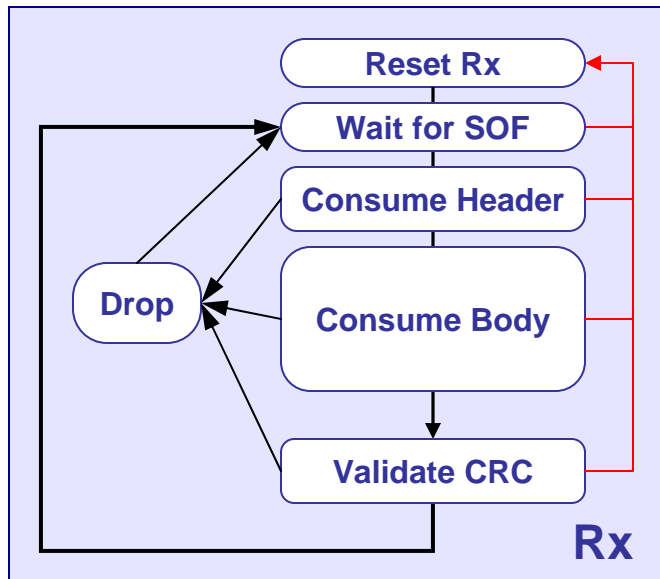 Reset Rx
Wait for SOF
Consume Header
Drop
Consume Body
Validate CRC
Rx